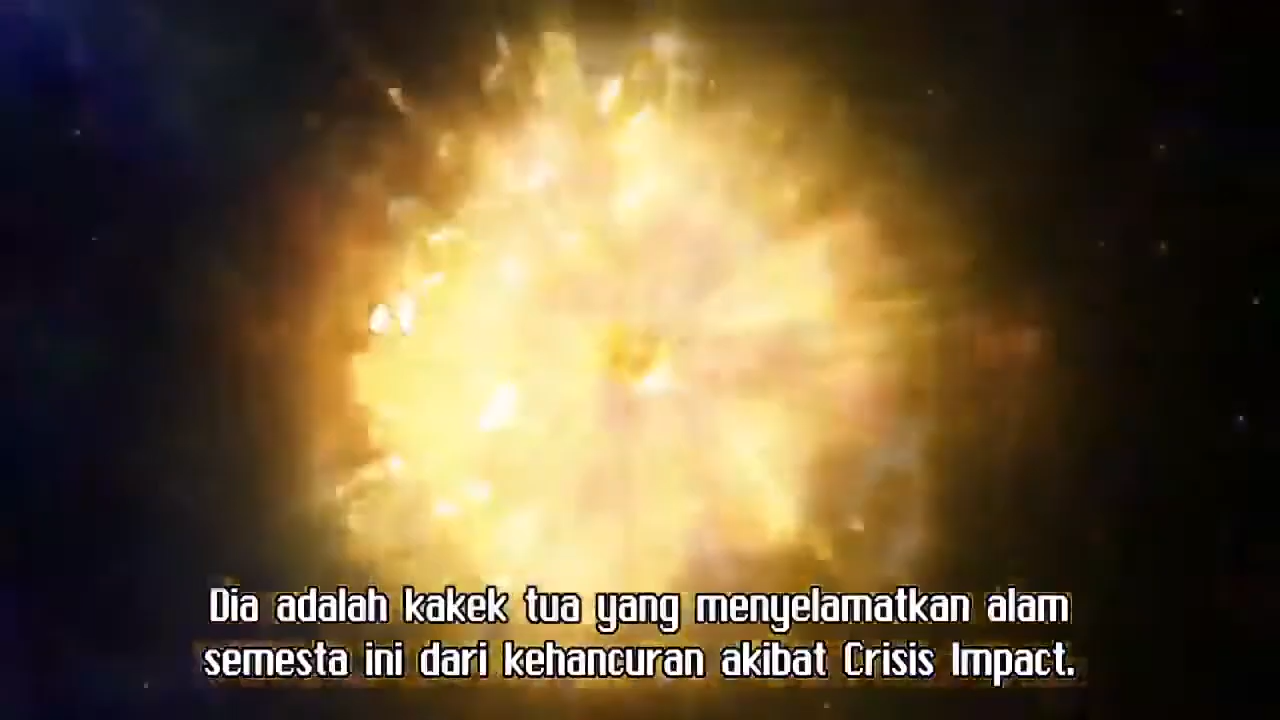 Dia adalah kakek tua yang menyelamatkan alam
semesta ini dari kehancuran akibat Crisis Impact.